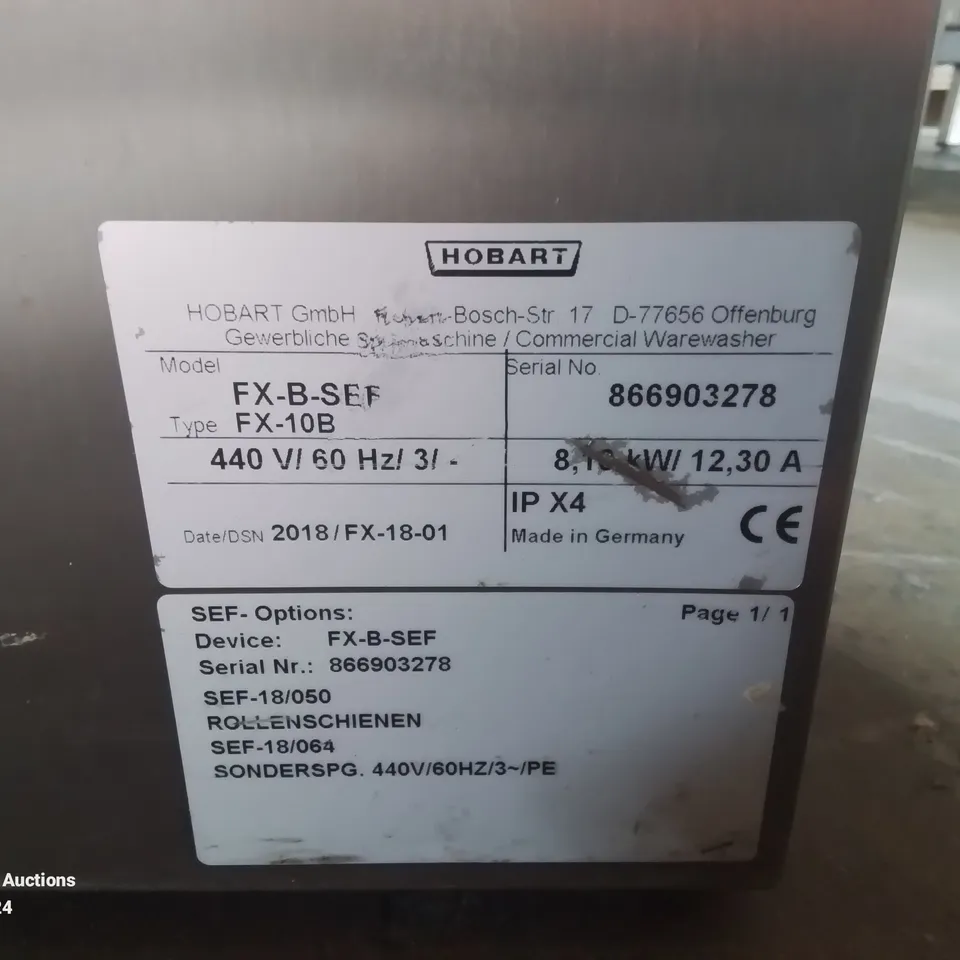 HOBART
HOBART GmbH -Bosch-Str 17 D-77656 Offenburg
Gewerbliche / Commercial Warewasher
Model
Serial No.
FX-B-SEF
866903278
Type FX-10B
440 V/ 60 Hz/ 3/ -
kW/ 12,30 A
IP X4
Date/DSN 2018/FX-18-01
Made in Germany
CE
SEF- Options:
Page 1/ 1
Device: FX-B-SEF
Serial Nr.: 866903278
SEF-18/050
ROLLENSCHIENEN
SEF-18/064
SONDERSPG. 440V/60HZ/3~/PE
Auctions
24